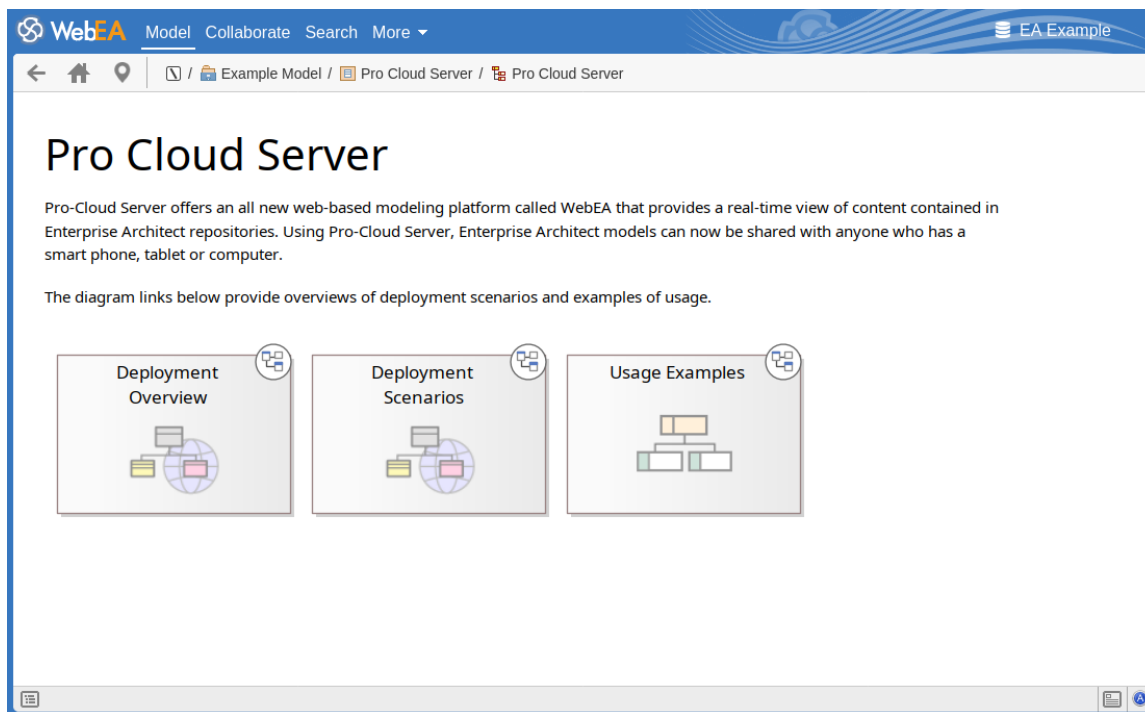 WebEA Model Collaborate Search More EA Example
/ Example Model / Pro Cloud Server / Pro Cloud Server
Pro Cloud Server
Pro-Cloud Server offers an all new web-based modeling platform called WebEA that provides a real-time view of content contained in
Enterprise Architect repositories. Using Pro-Cloud Server, Enterprise Architect models can now be shared with anyone who has a
smart phone, tablet or computer.
The diagram links below provide overviews of deployment scenarios and examples of usage.
Deployment
Overview
Deployment
Scenarios
Usage Examples
A